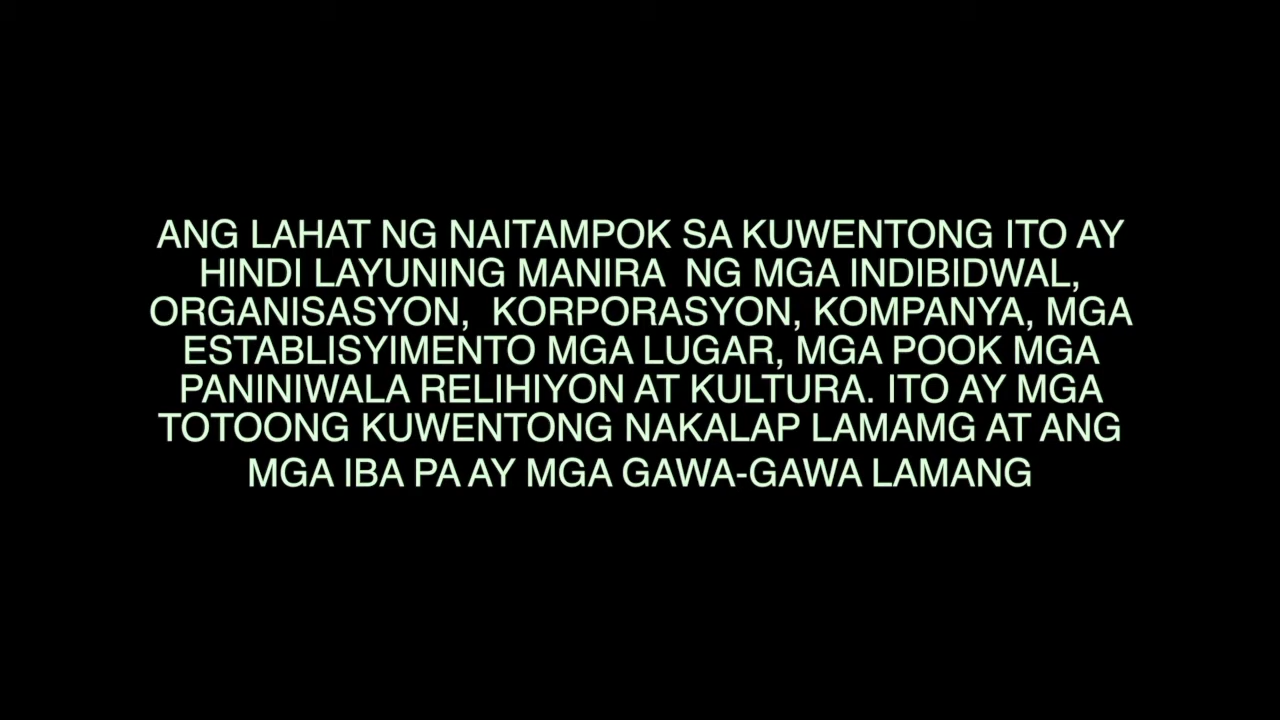 ANG LAHAT NG NAITAMPOK SA KUWENTONG ITO AY
HINDI LAYUNING MANIRA  NG MGA INDIBIDWAL,
ORGANISASYON,  KORPORASYON, KOMPANYA, MGA
ESTABLISYIMENTO MGA LUGAR, MGA POOK MGA
PANINIWALA RELIHIYON AT KULTURA. ITO AY MGA
TOTOONG KUWENTONG NAKALAP LAMAMG AT ANG
MGA IBA PA AY MGA GAWA-GAWA LAMANG